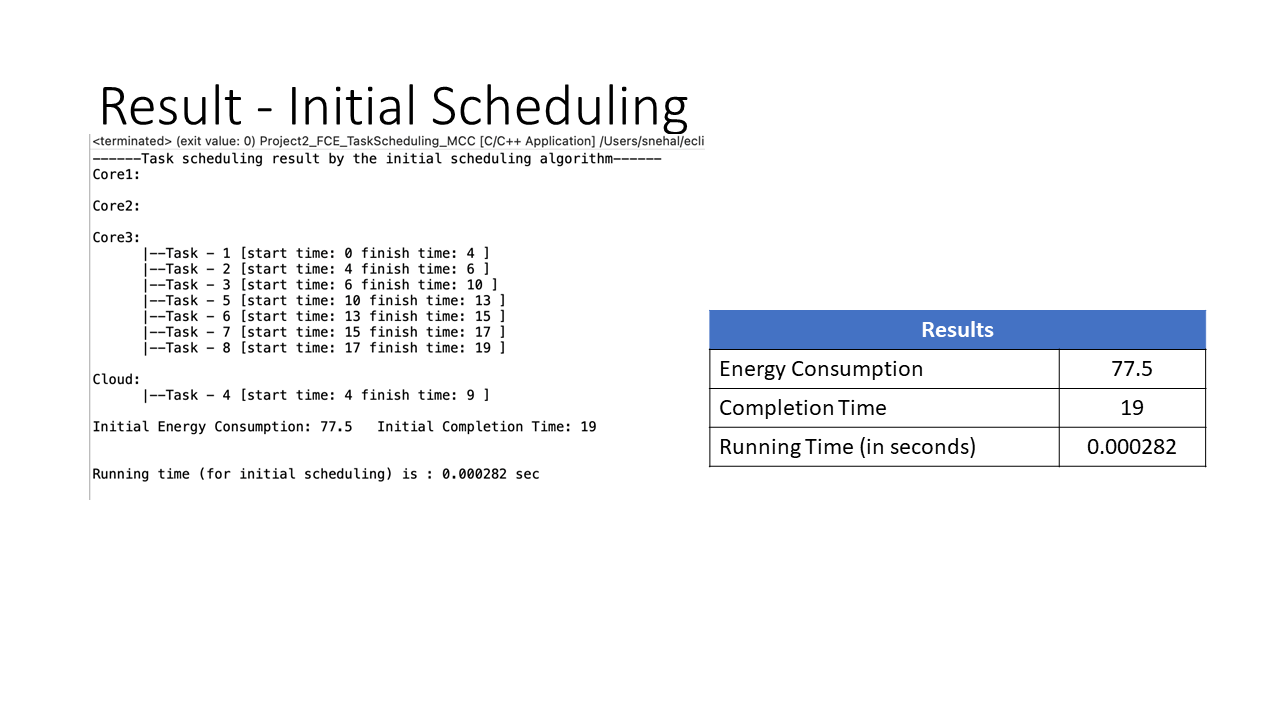 Result - Initial Scheduling
<terminated> (exit value: 0) Project2_FCE_TaskScheduling_MCC [C/C++ Application] /Users/snehal/ecli
------Task scheduling result by the initial scheduling algorithm------
Core1:
Core2:
Core3:
|--Task - 1 [start time: 0 finish time: 4 ]
|--Task - 2 [start time: 4 finish time: 6 ]
|--Task - 3 [start time: 6 finish time: 10 ]
|--Task - 5 [start time: 10 finish time: 13 ]
|--Task - 6 [start time: 13 finish time: 15 ]
|--Task - 7 [start time: 15 finish time: 17 ]
|--Task - 8 [start time: 17 finish time: 19 ]
Cloud:
|--Task - 4 [start time: 4 finish time: 9 ]
Initial Energy Consumption: 77.5   Initial Completion Time: 19
Running time (for initial scheduling) is : 0.000282 sec
Results
Energy Consumption 77.5
Completion Time 19
Running Time (in seconds) 0.000282